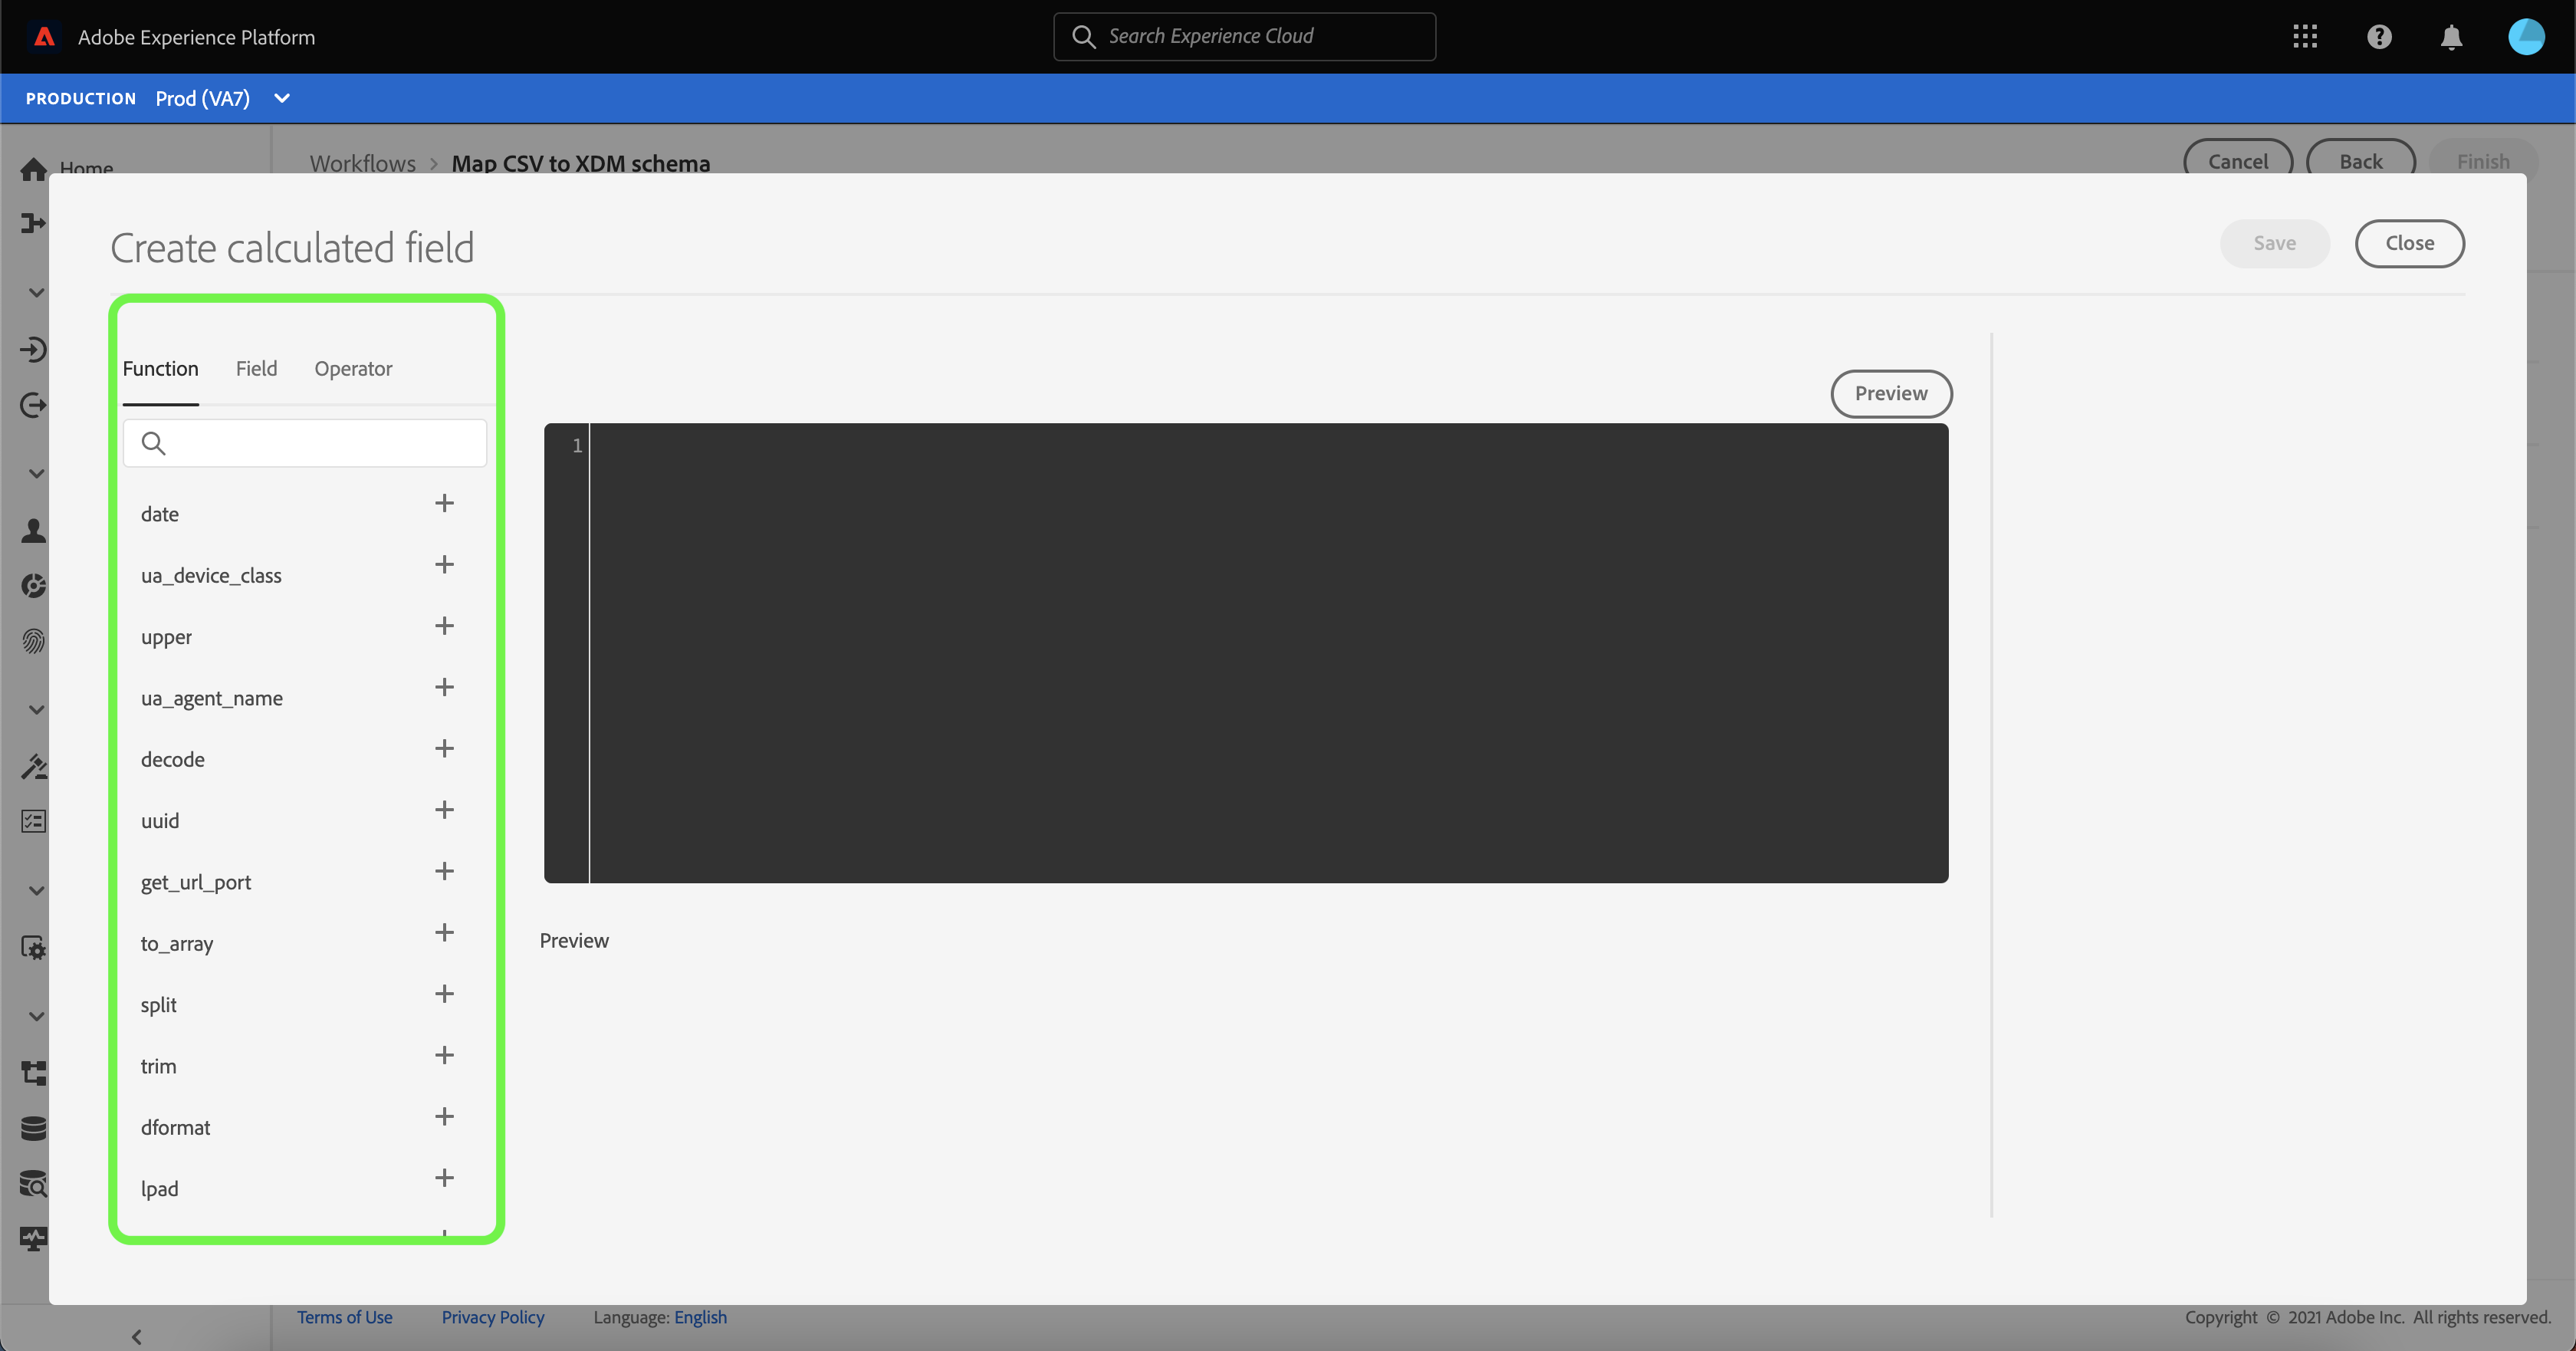 Adobe Experience Platform
Search Experience Cloud
PRODUCTION Prod (VA7)
Home
Workflows > Map CSV to XDM schema
Cancel
Back
Finish
Create calculated field
Save
Close
Function
Field
Operator
Preview
1
date
ua_device_class
upper
ua_agent_name
decode
uuid
get_url_port
to_array
split
trim
dformat
lpad
Preview
Terms of Use
Privacy Policy
Language: English
Copyright © 2021 Adobe Inc. All rights reserved.